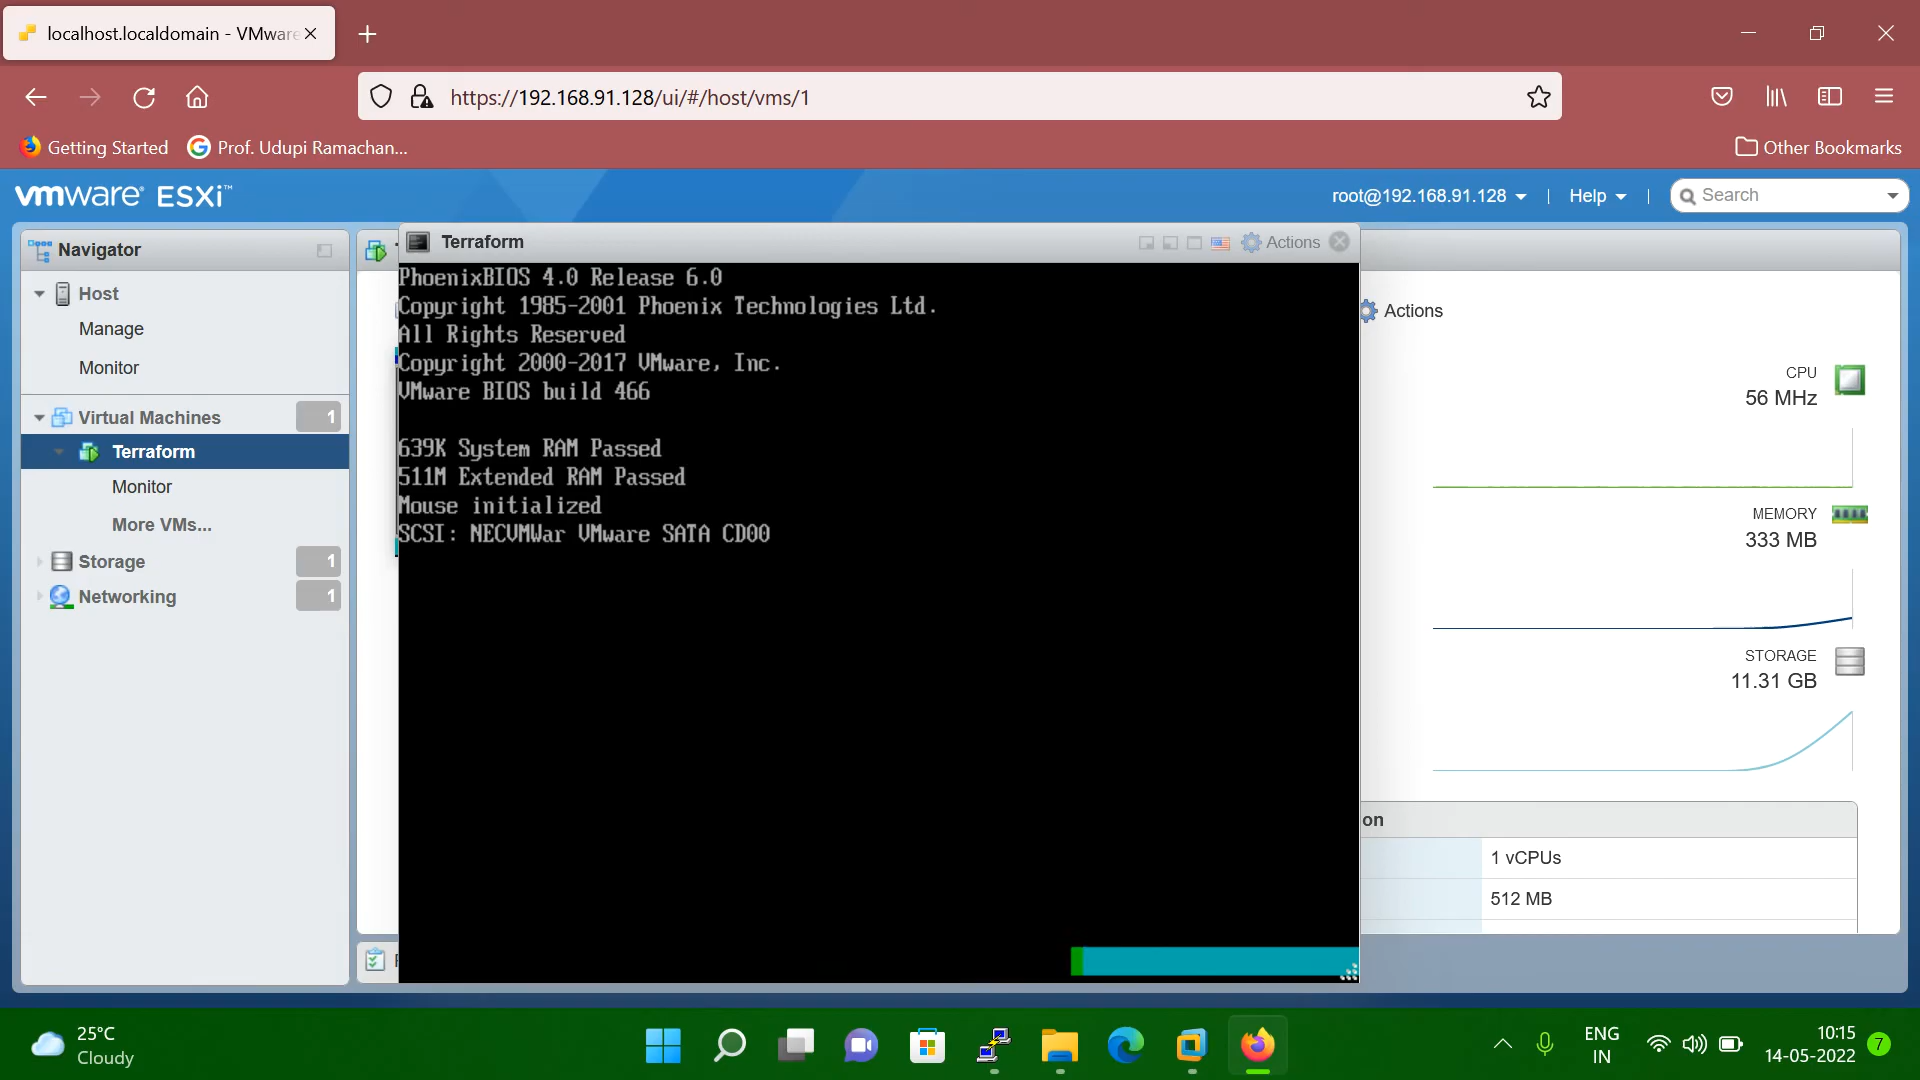 localhost.localdomain - VMware
https://192.168.91.128/ui/#/host/vms/1
Getting Started
Prof. Udupi Ramachan...
Other Bookmarks
vmware ESXi™
root@192.168.91.128
Help
Search
Navigator
Host
Manage
Monitor
Virtual Machines 1
Terraform
Monitor
More VMs...
Storage 1
Networking 1
Terraform
Actions
PhoenixBIOS 4.0 Release 6.0
Copyright 1985-2001 Phoenix Technologies Ltd.
All Rights Reserved
Copyright 2000-2017 VMware, Inc.
VMware BIOS build 466
639K System RAM Passed
511M Extended RAM Passed
Mouse initialized
SCSI: NECVMWar VMware SATA CD00
Actions
CPU
56 MHz
MEMORY
333 MB
STORAGE
11.31 GB
on
1 vCPUs
512 MB
25°C
Cloudy
ENG
IN
10:15
14-05-2022
7